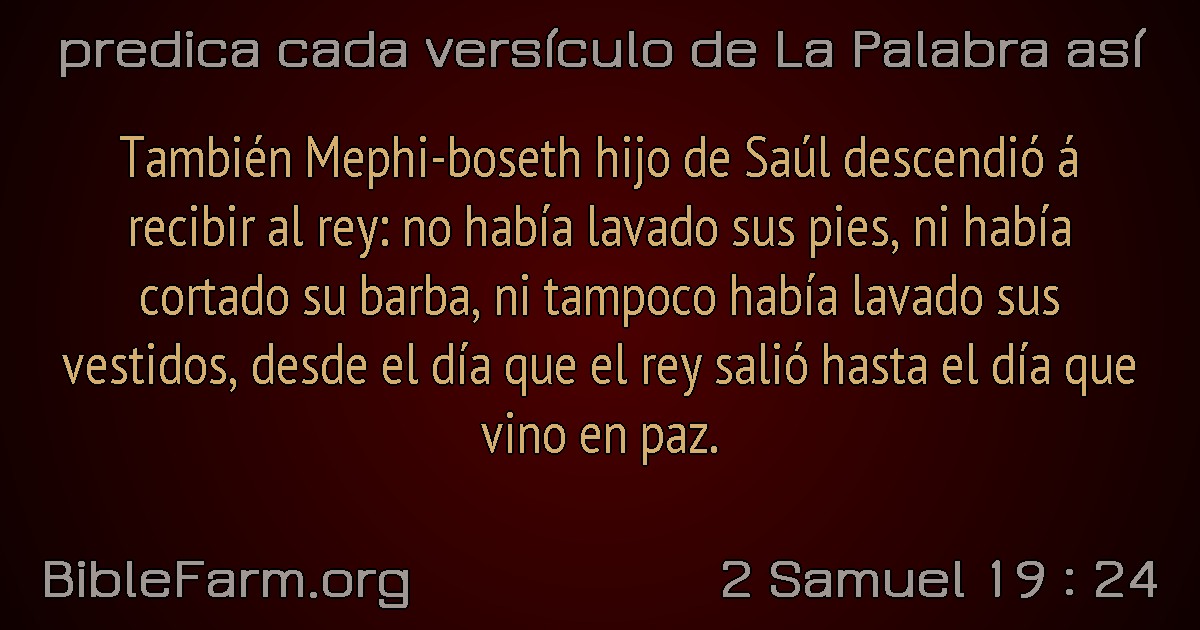 predica cada versículo de La Palabra así
También Mephi-boseth hijo de Saúl descendió á
recibir al rey: no había lavado sus pies, ni había
cortado su barba, ni tampoco había lavado sus
vestidos, desde el día que el rey salió hasta el día que
vino en paz.
BibleFarm.org
2 Samuel 19 : 24